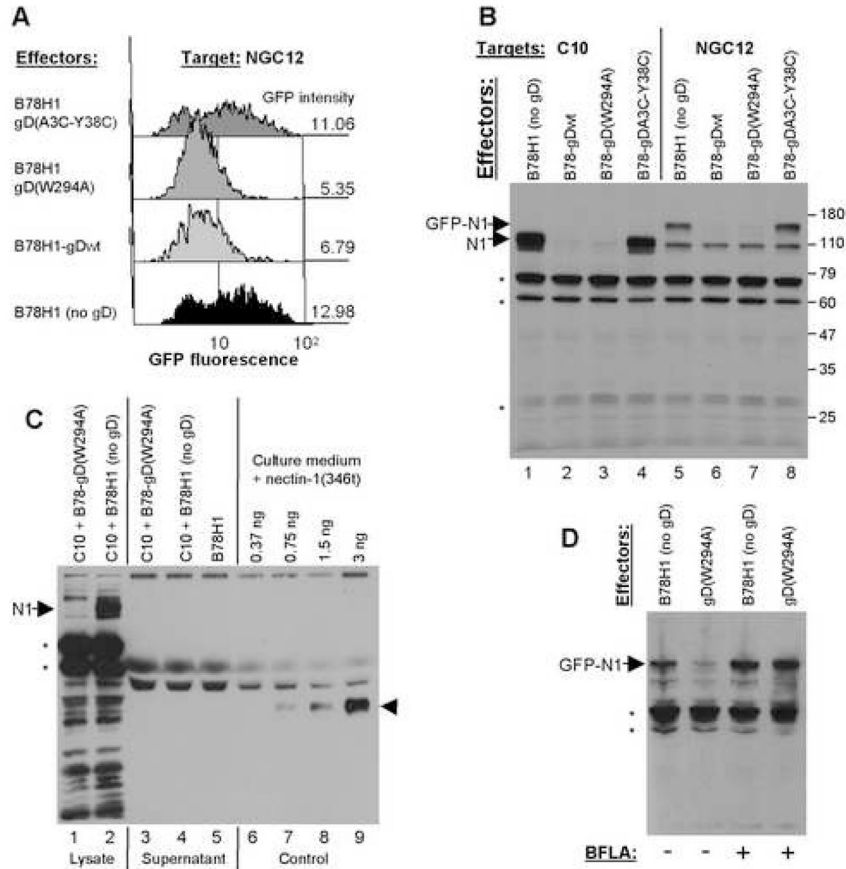 A
Effectors: Target: NGC12
GFP intensity
B78H1
gD(A3C-Y38C)
11.06
B78H1
gD(W294A)
5.35
B78H1-gDwt
6.79
B78H1 (no gD)
12.98
10 10²
GFP fluorescence
B
Targets: C10 NGC12
Effectors:
B78H1 (no gD)
B78-gDwt
B78-gD(W294A)
B78-gDA3C-Y38C)
B78H1 (no gD)
B78-gDwt
B78-gD(W294A)
B78-gDA3C-Y38C)
GFP-N1
N1
*
*
*
180
110
79
60
47
35
25
1 2 3 4 5 6 7 8
C
C10 + B78-gD(W294A)
C10 + B78H1 (no gD)
C10 + B78-gD(W294A)
C10 + B78H1 (no gD)
B78H1
Culture medium
+ nectin-1(346t)
0.37 ng
0.75 ng
1.5 ng
3 ng
N1
*
*
1 2 3 4 5 6 7 8 9
Lysate Supernatant Control
D
Effectors:
B78H1 (no gD)
gD(W294A)
B78H1 (no gD)
gD(W294A)
GFP-N1
*
*
BFLA: - - + +